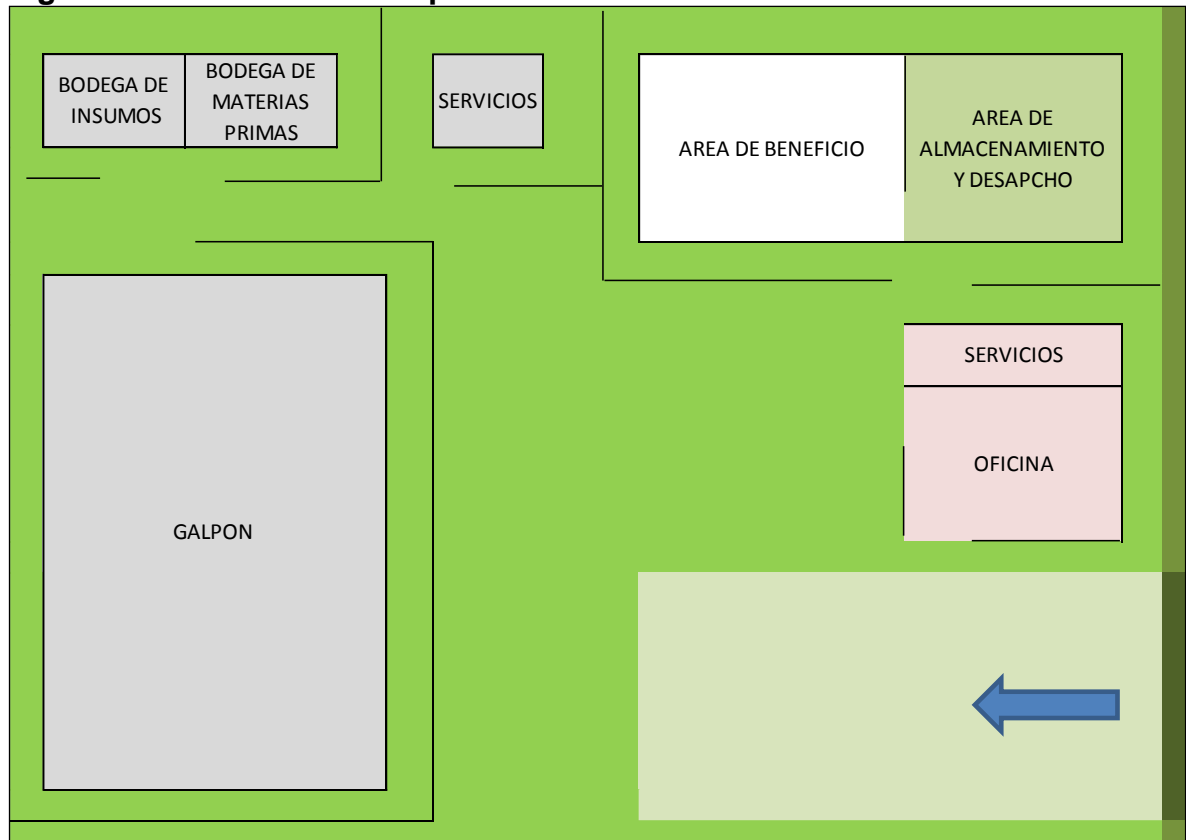 BODEGA DE
INSUMOS
BODEGA DE
MATERIAS
PRIMAS
SERVICIOS
AREA DE BENEFICIO
AREA DE
ALMACENAMIENTO
Y DESAPCHO
SERVICIOS
OFICINA
GALPON